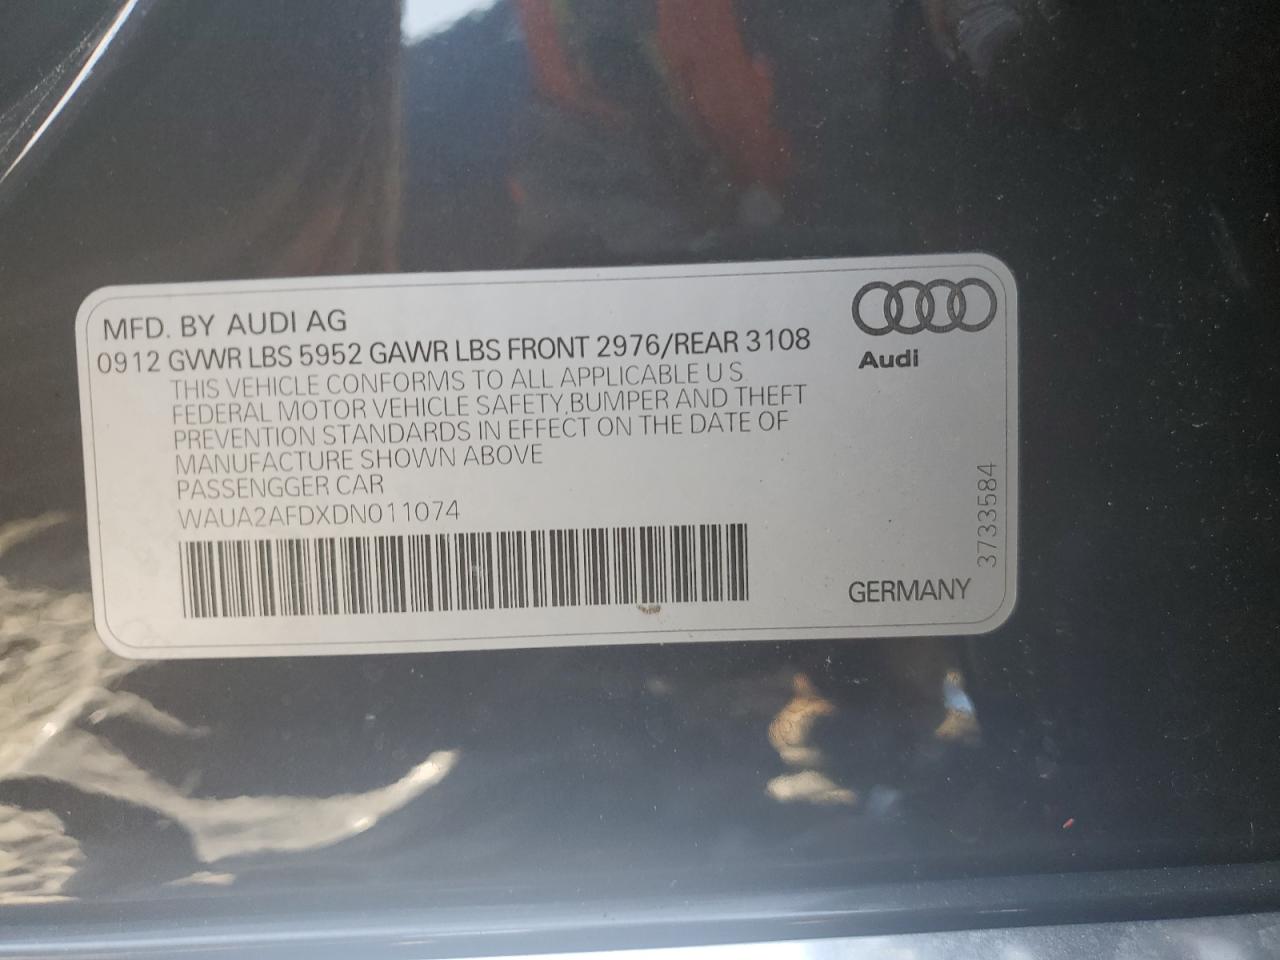 MFD. BY AUDI AG
0912 GVWR LBS 5952 GAWR LBS FRONT 2976/REAR 3108
THIS VEHICLE CONFORMS TO ALL APPLICABLE U S
FEDERAL MOTOR VEHICLE SAFETY,BUMPER AND THEFT
PREVENTION STANDARDS IN EFFECT ON THE DATE OF
MANUFACTURE SHOWN ABOVE
PASSENGGER CAR
WAUA2AFDXDN011074
Audi
3733584
GERMANY